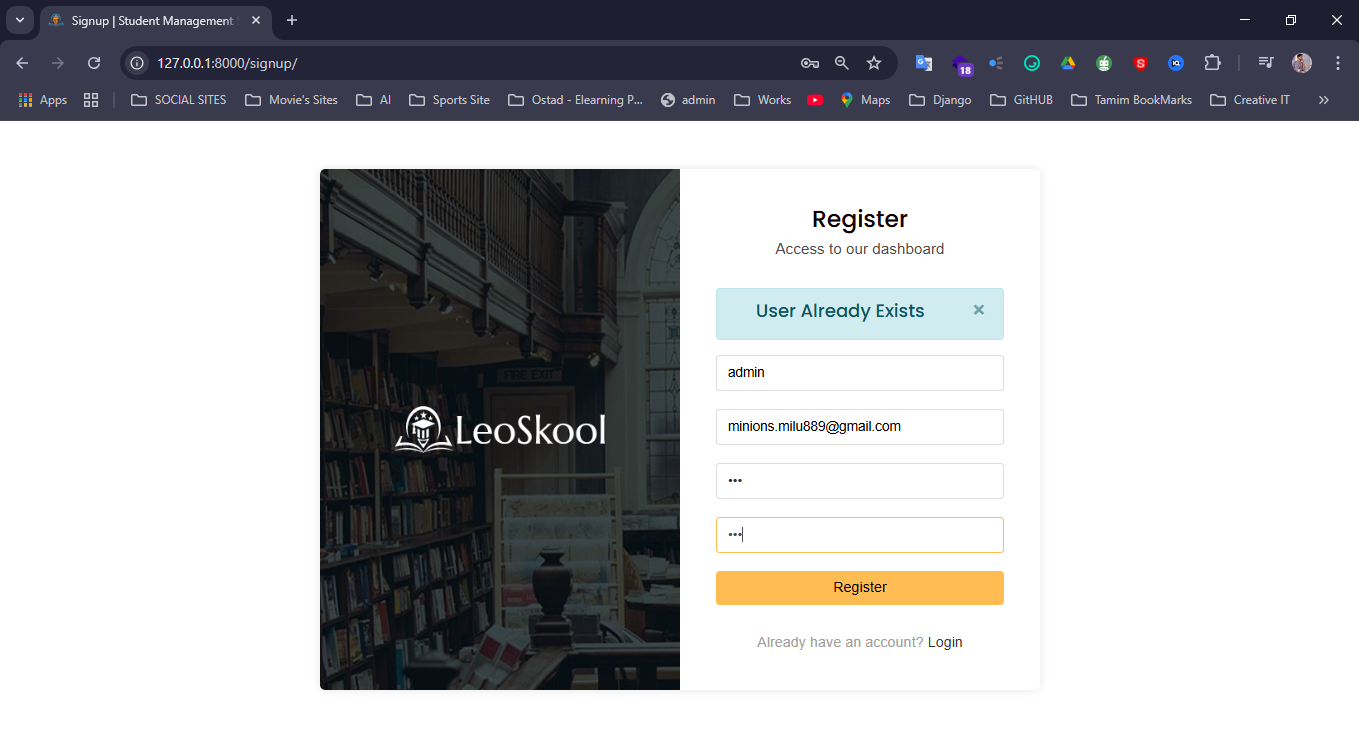 Signup | Student Management S
127.0.0.1:8000/signup/
18
S
Apps
SOCIAL SITES
Movie's Sites
AI
Sports Site
Ostad - Elearning P...
admin
Works
Maps
Django
GitHUB
Tamim BookMarks
Creative IT
»
Register
Access to our dashboard
User Already Exists ×
admin
minions.milu889@gmail.com
•••
•••
Register
Already have an account? Login
FIRE EXIT
LeoSkool